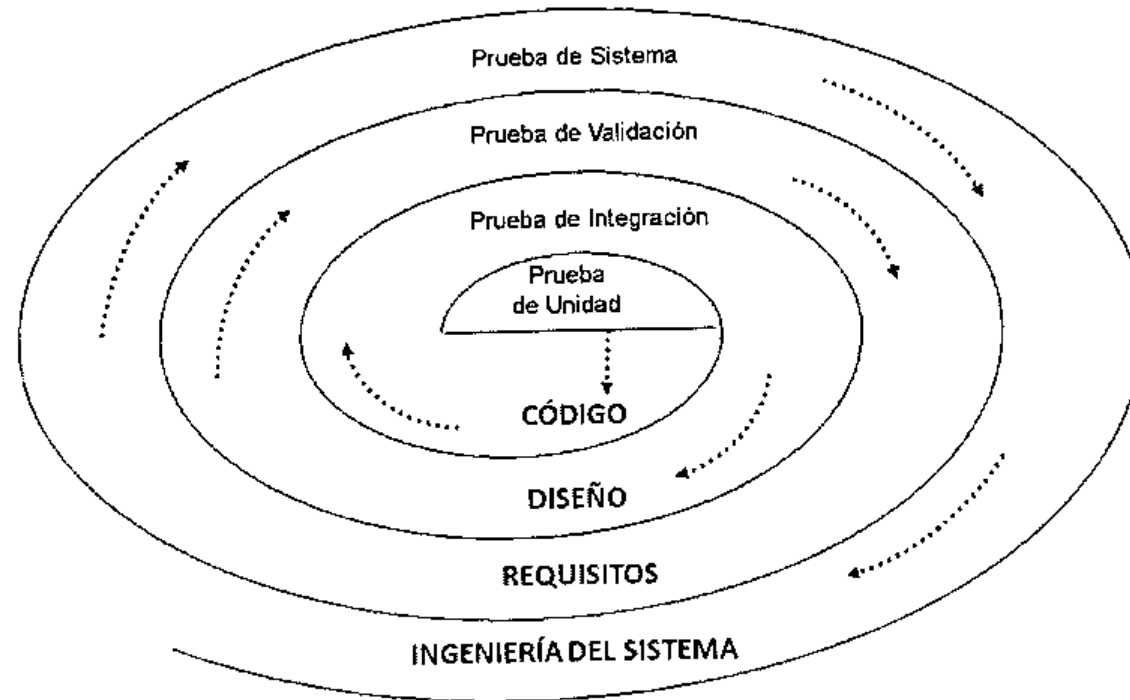 Prueba de Sistema
Prueba de Validación
Prueba de Integración
Prueba
de Unidad
CÓDIGO
DISEÑO
REQUISITOS
INGENIERÍA DEL SISTEMA